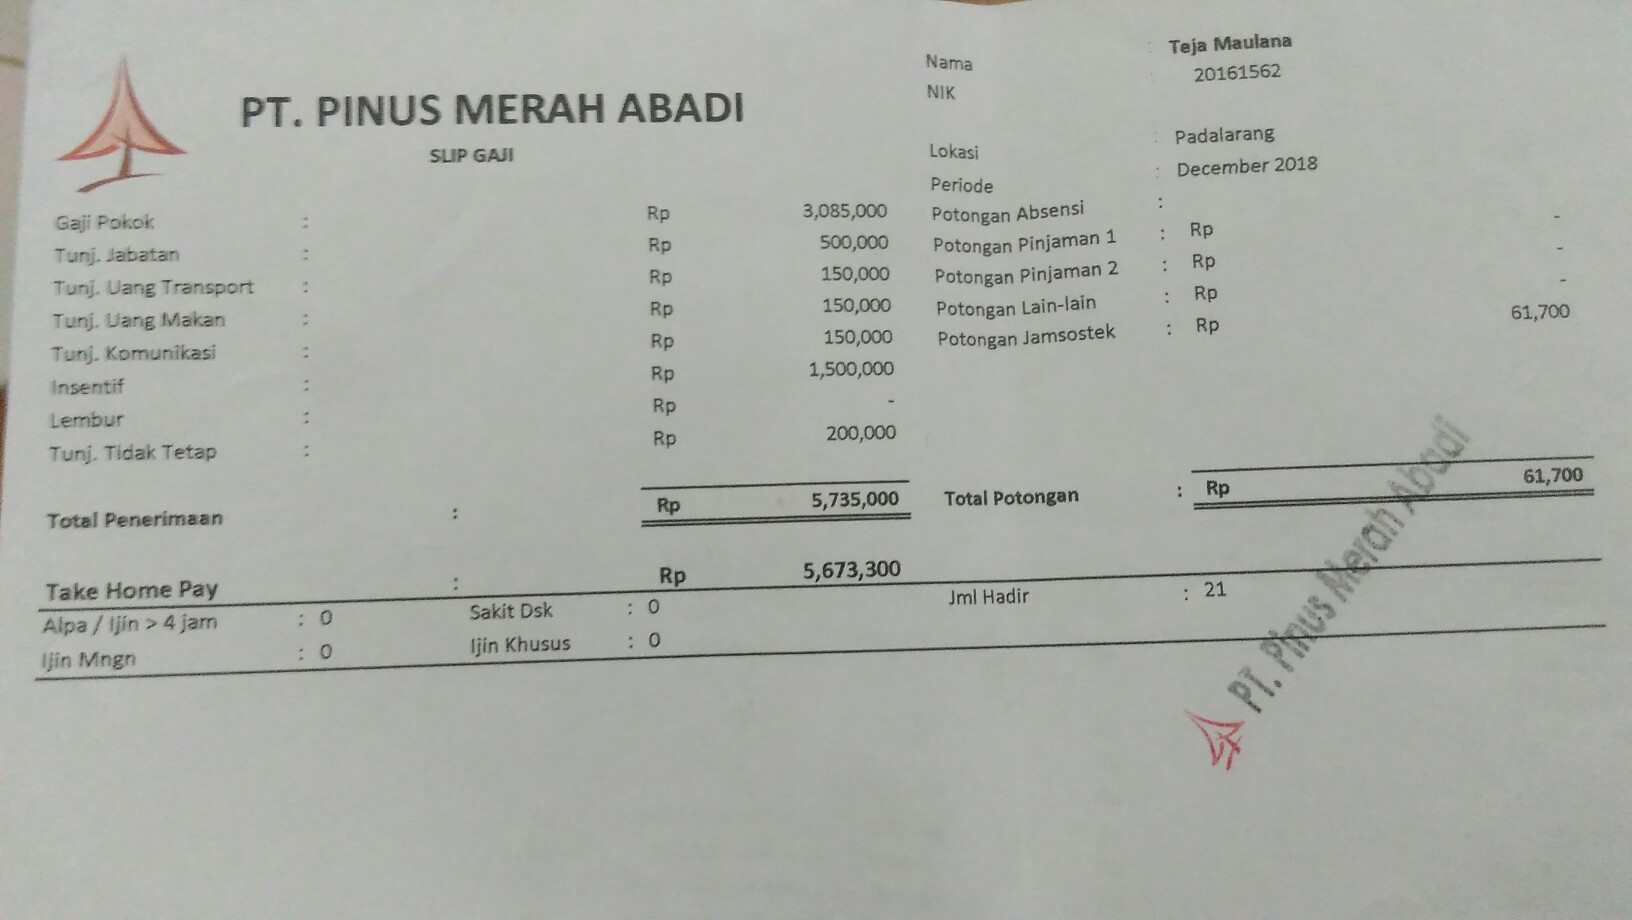 PT. PINUS MERAH ABADI
SLIP GAJI
Nama : Teja Maulana
NIK : 20161562
Lokasi : Padalarang
Periode : December 2018
Gaji Pokok : Rp 3,085,000
Tunj. Jabatan : Rp 500,000
Tunj. Uang Transport : Rp 150,000
Tunj. Uang Makan : Rp 150,000
Tunj. Komunikasi : Rp 150,000
Insentif : Rp 1,500,000
Lembur : Rp -
Tunj. Tidak Tetap : Rp 200,000
Total Penerimaan : Rp 5,735,000
Potongan Absensi :
Potongan Pinjaman 1 : Rp -
Potongan Pinjaman 2 : Rp -
Potongan Lain-lain : Rp -
Potongan Jamsostek : Rp 61,700
Total Potongan : Rp 61,700
Take Home Pay : Rp 5,673,300
Alpa / Ijin > 4 jam : 0 Sakit Dsk : 0 Jml Hadir : 21
Ijin Mngn : 0 Ijin Khusus : 0
PT. Pinus Merah Abadi